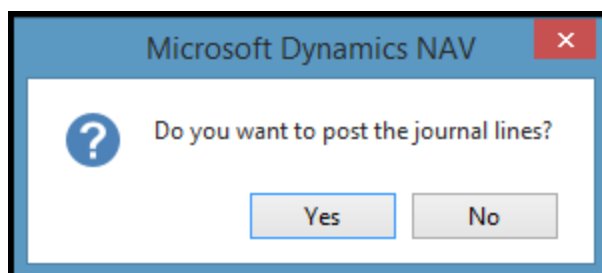 Microsoft Dynamics NAV
Do you want to post the journal lines?
Yes
No